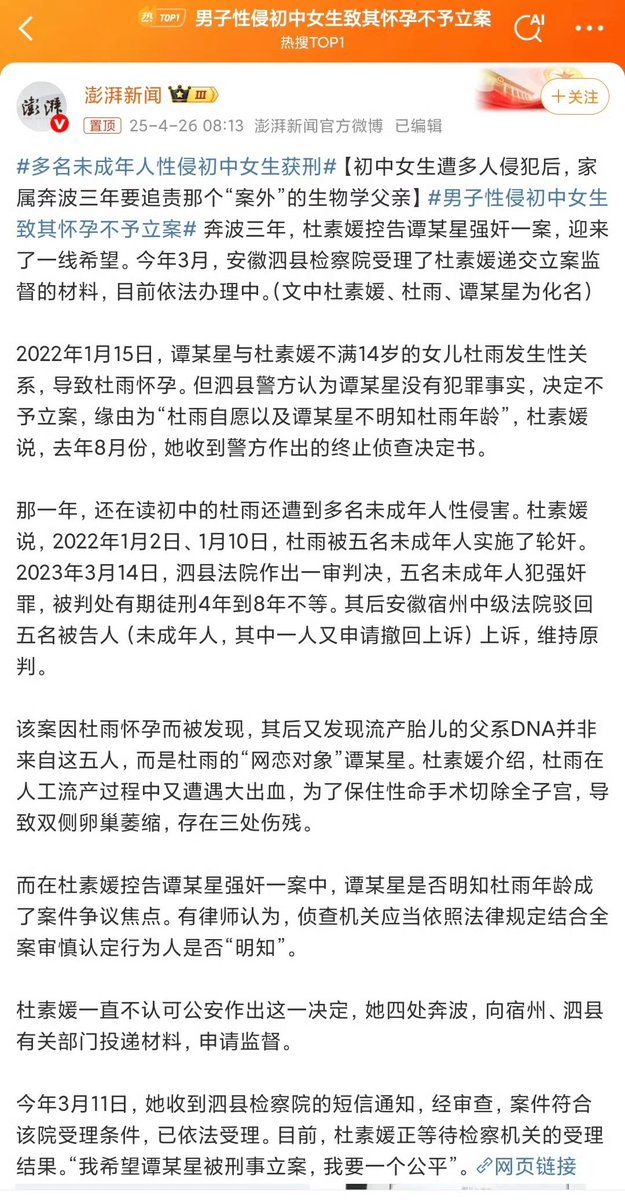 热 TOP1 男子性侵初中女生致其怀孕不予立案
热搜TOP1
AI
澎湃
澎湃新闻 III
+关注
置顶 25-4-26 08:13 澎湃新闻官方微博 已编辑
#多名未成年人性侵初中女生获刑#【初中女生遭多人侵犯后，家
属奔波三年要追责那个“案外”的生物学父亲】#男子性侵初中女生
致其怀孕不予立案# 奔波三年，杜素媛控告谭某星强奸一案，迎来
了一线希望。今年3月，安徽泗县检察院受理了杜素媛递交立案监
督的材料，目前依法办理中。（文中杜素媛、杜雨、谭某星为化名）
2022年1月15日，谭某星与杜素媛不满14岁的女儿杜雨发生性关
系，导致杜雨怀孕。但泗县警方认为谭某星没有犯罪事实，决定不
予立案，缘由为“杜雨自愿以及谭某星不明知杜雨年龄”，杜素媛
说，去年8月份，她收到警方作出的终止侦查决定书。
那一年，还在读初中的杜雨还遭到多名未成年人性侵害。杜素媛
说，2022年1月2日、1月10日，杜雨被五名未成年人实施了轮奸。
2023年3月14日，泗县法院作出一审判决，五名未成年人犯强奸
罪，被判处有期徒刑4年到8年不等。其后安徽宿州中级法院驳回
五名被告人（未成年人，其中一人又申请撤回上诉）上诉，维持原
判。
该案因杜雨怀孕而被发现，其后又发现流产胎儿的父系DNA并非
来自这五人，而是杜雨的“网恋对象”谭某星。杜素媛介绍，杜雨在
人工流产过程中又遭遇大出血，为了保住性命手术切除全子宫，导
致双侧卵巢萎缩，存在三处伤残。
而在杜素媛控告谭某星强奸一案中，谭某星是否明知杜雨年龄成
了案件争议焦点。有律师认为，侦查机关应当依照法律规定结合全
案审慎认定行为人是否“明知”。
杜素媛一直不认可公安作出这一决定，她四处奔波，向宿州、泗县
有关部门投递材料，申请监督。
今年3月11日，她收到泗县检察院的短信通知，经审查，案件符合
该院受理条件，已依法受理。目前，杜素媛正等待检察机关的受理
结果。“我希望谭某星被刑事立案，我要一个公平”。网页链接